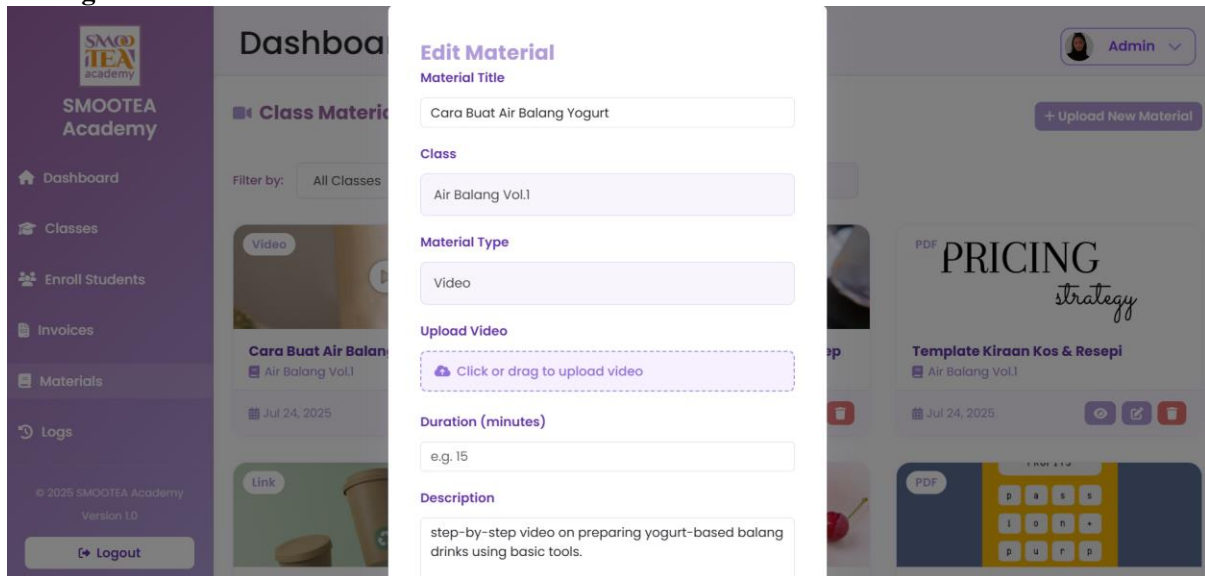 SMOOTEA
academy
SMOOTEA
Academy
Dashboard
Classes
Enroll Students
Invoices
Materials
Logs
© 2025 SMOOTEA Academy
Version 1.0
Logout
Dashboa
Admin
Class Materi
+ Upload New Material
Filter by:
All Classes
Video
Cara Buat Air Balan
Air Balang Vol.1
Jul 24, 2025
Link
Edit Material
Material Title
Cara Buat Air Balang Yogurt
Class
Air Balang Vol.1
Material Type
Video
Upload Video
Click or drag to upload video
Duration (minutes)
e.g. 15
Description
step-by-step video on preparing yogurt-based balang
drinks using basic tools.
ep
PDF
PRICING
strategy
Template Kiraan Kos & Resepi
Air Balang Vol.1
Jul 24, 2025
PDF
p a s s
i o n +
p u r p